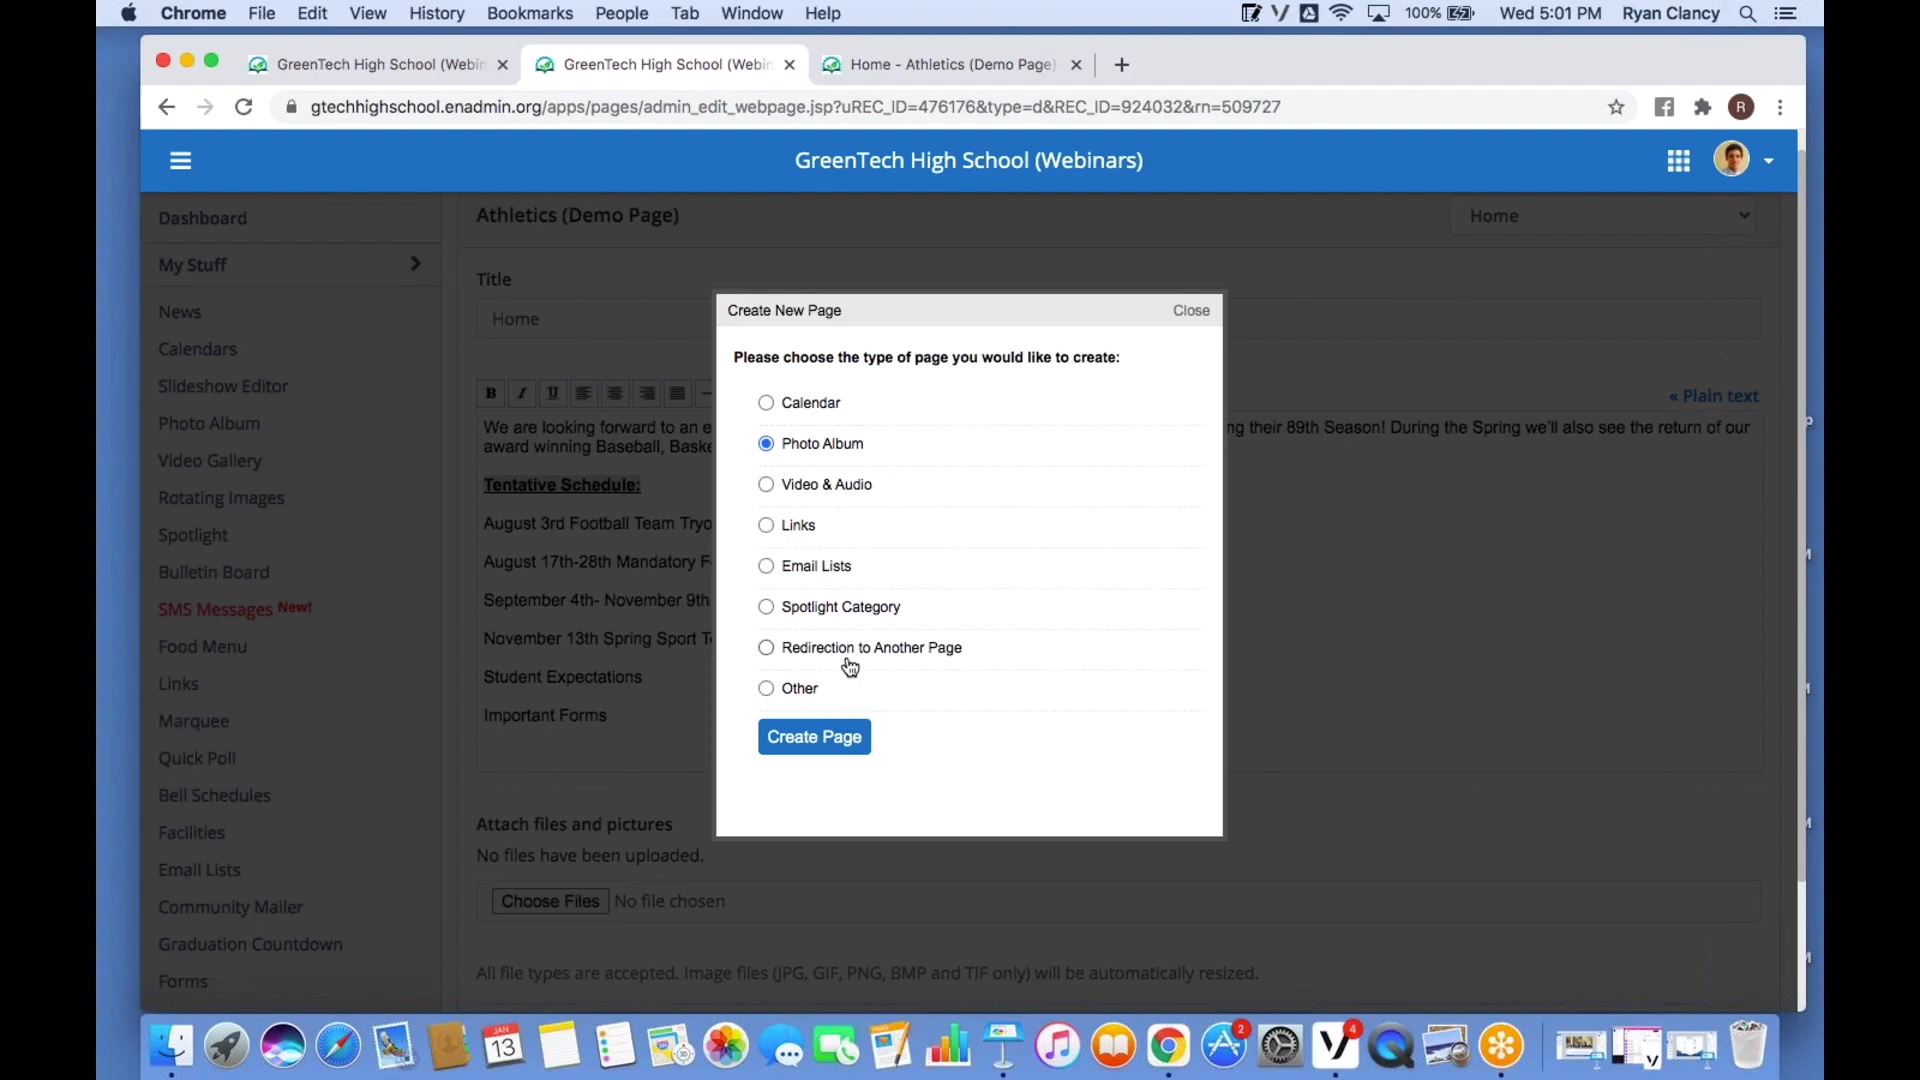 Chrome File Edit View History Bookmarks People Tab Window Help 100% Wed 5:01 PM Ryan Clancy
GreenTech High School (Webin GreenTech High School (Webin Home - Athletics (Demo Page)
gtechhighschool.enadmin.org/apps/pages/admin_edit_webpage.jsp?uREC_ID=476176&type=d&REC_ID=924032&rn=509727 R
GreenTech High School (Webinars)
Dashboard
My Stuff
News
Calendars
Slideshow Editor
Photo Album
Video Gallery
Rotating Images
Spotlight
Bulletin Board
SMS Messages New!
Food Menu
Links
Marquee
Quick Poll
Bell Schedules
Facilities
Email Lists
Community Mailer
Graduation Countdown
Forms
Athletics (Demo Page) Home
Title
Home
B I U « Plain text
We are looking forward to an e ng their 89th Season! During the Spring we'll also see the return of our
award winning Baseball, Baske
Tentative Schedule:
August 3rd Football Team Tryo
August 17th-28th Mandatory F
September 4th- November 9th
November 13th Spring Sport T
Student Expectations
Important Forms
Attach files and pictures
No files have been uploaded.
Choose Files No file chosen
All file types are accepted. Image files (JPG, GIF, PNG, BMP and TIF only) will be automatically resized.
Create New Page Close
Please choose the type of page you would like to create:
Calendar
Photo Album
Video & Audio
Links
Email Lists
Spotlight Category
Redirection to Another Page
Other
Create Page
JAN
13
2
4